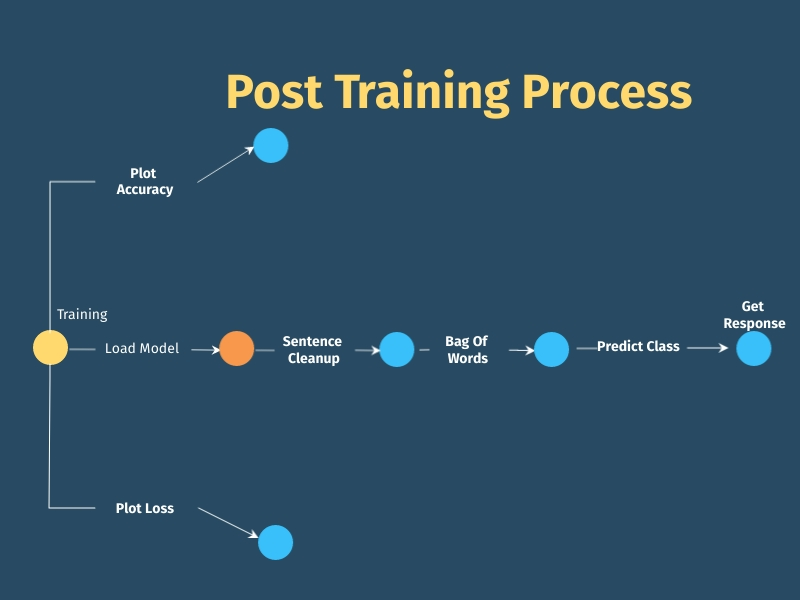 Post Training Process
Plot
Accuracy
Training
Load Model
Sentence
Cleanup
Bag Of
Words
Predict Class
Get
Response
Plot Loss